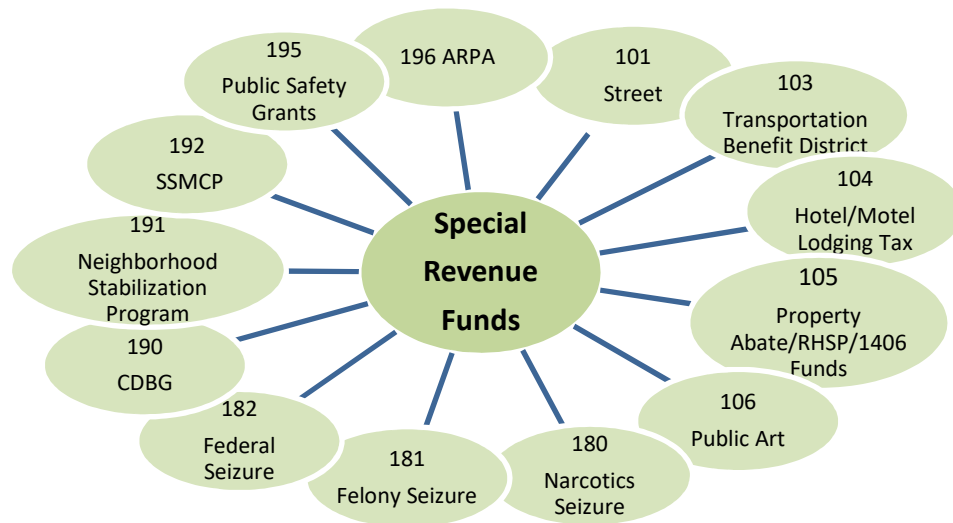 Special
Revenue
Funds
196 ARPA
101
Street
103
Transportation
Benefit District
104
Hotel/Motel
Lodging Tax
105
Property
Abate/RHSP/1406
Funds
106
Public Art
180
Narcotics
Seizure
181
Felony Seizure
182
Federal
Seizure
190
CDBG
191
Neighborhood
Stabilization
Program
192
SSMCP
195
Public Safety
Grants